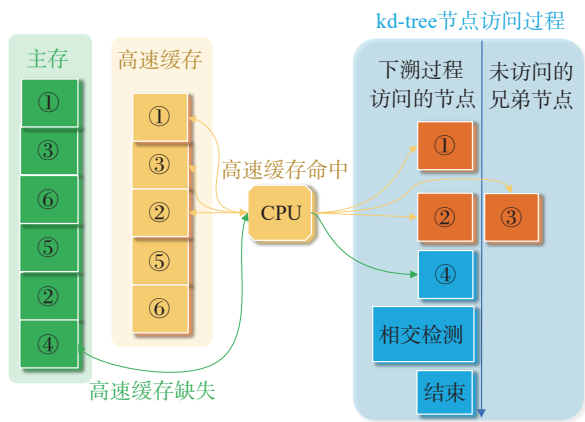 kd-tree节点访问过程
主存
①
③
⑥
⑤
②
④
高速缓存
①
③
②
⑤
⑥
高速缓存命中
CPU
高速缓存缺失
下溯过程
访问的节点
未访问的
兄弟节点
①
②
③
④
相交检测
结束